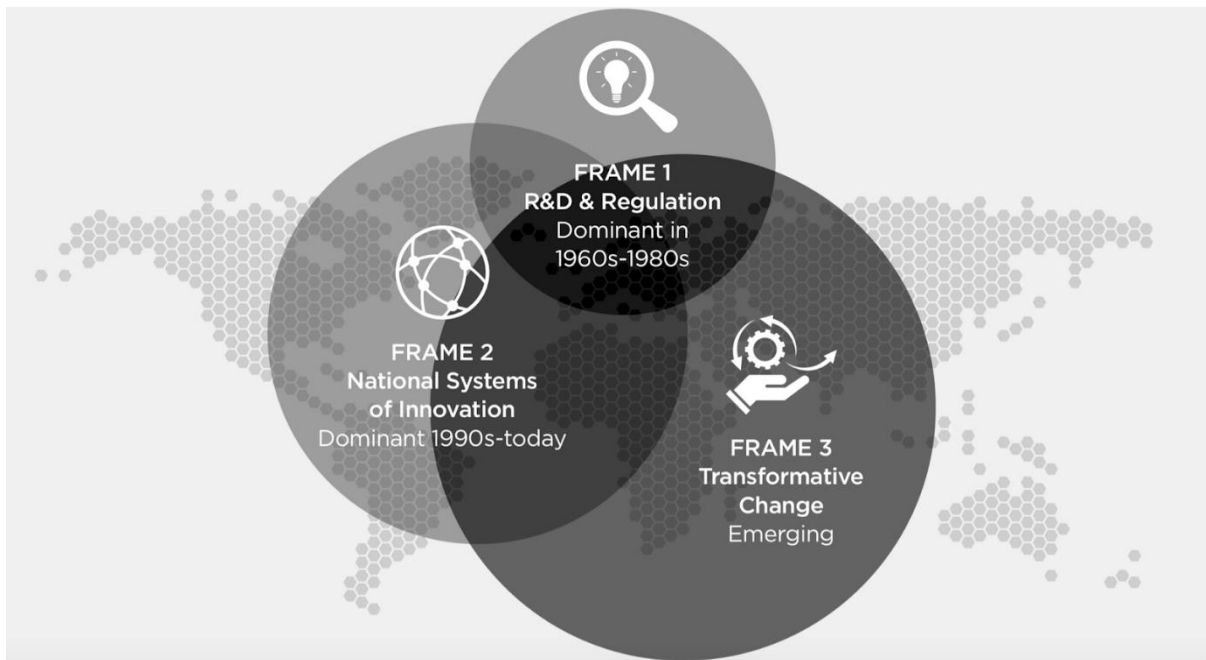 FRAME 1
R&D & Regulation
Dominant in
1960s-1980s
FRAME 2
National Systems
of Innovation
Dominant 1990s-today
FRAME 3
Transformative
Change
Emerging